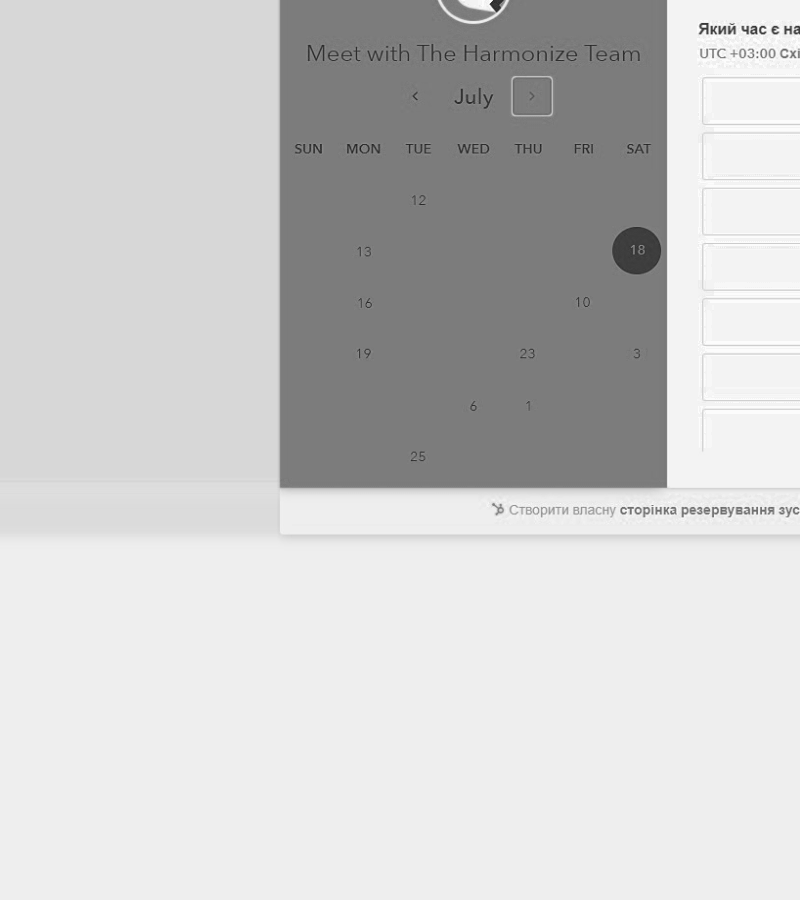 Який час є на
Meet with The Harmonize Team
UTC +03:00 Схі
July
SUN MON TUE WED THU FRI SAT
12
13 18
16 10
19 23 3
6 1
25
Створити власну сторінка резервування зус